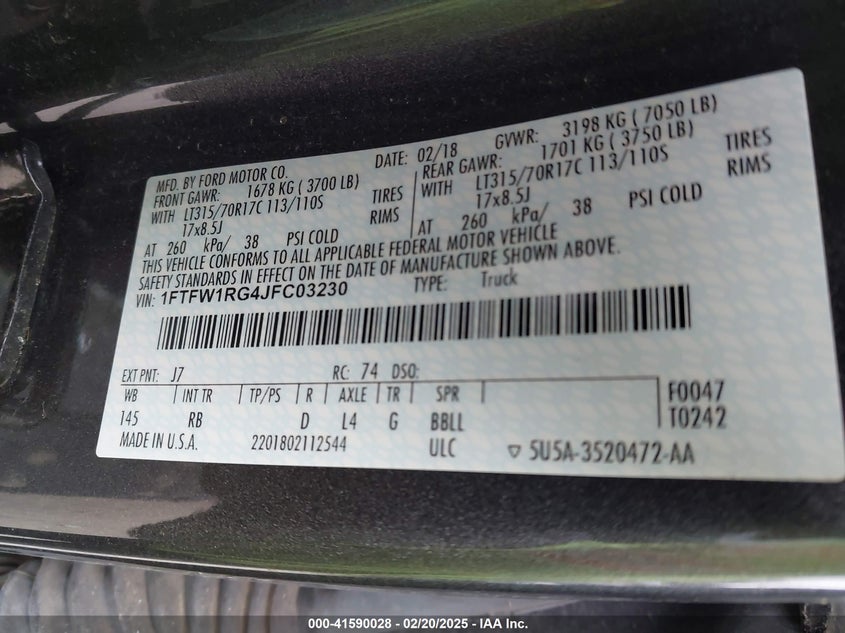 MFD. BY FORD MOTOR CO. DATE: 02/18 GVWR: 3198 KG ( 7050 LB)
FRONT GAWR: 1678 KG ( 3700 LB) REAR GAWR: 1701 KG ( 3750 LB)
WITH LT315/70R17C 113/110S TIRES WITH LT315/70R17C 113/110S TIRES
17x8.5J RIMS 17x8.5J RIMS
AT 260 kPa/ 38 PSI COLD AT 260 kPa/ 38 PSI COLD
THIS VEHICLE CONFORMS TO ALL APPLICABLE FEDERAL MOTOR VEHICLE
SAFETY STANDARDS IN EFFECT ON THE DATE OF MANUFACTURE SHOWN ABOVE.
VIN: 1FTFW1RG4JFC03230 TYPE: Truck
EXT PNT: J7 RC: 74 DSO:
WB INT TR TP/PS R AXLE TR SPR F0047
145 RB D L4 G BBLL T0242
MADE IN U.S.A. 2201802112544 ULC ▽ 5U5A-3520472-AA
000-41590028 - 02/20/2025 - IAA Inc.